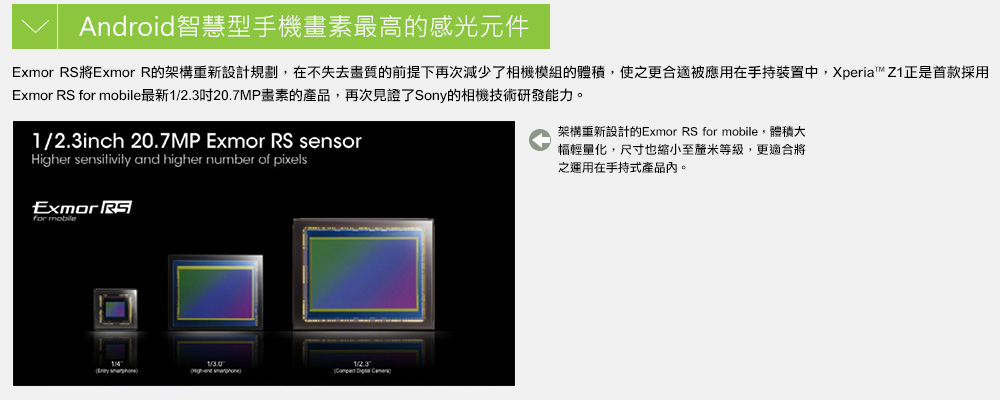 Android智慧型手機畫素最高的感光元件
Exmor RS將Exmor R的架構重新設計規劃，在不失去畫質的前提下再次減少了相機模組的體積，使之更合適被應用在手持裝置中，Xperia™ Z1正是首款採用
Exmor RS for mobile最新1/2.3吋20.7MP畫素的產品，再次見證了Sony的相機技術研發能力。
1/2.3inch 20.7MP Exmor RS sensor
Higher sensitilivity and higher number of pixels
Exmor RS
for mobile
1/4"
(Entry smartphone)
1/3.0"
(High-end smartphone)
1/2.3"
(Compact Digital Camera)
架構重新設計的Exmor RS for mobile，體積大
幅輕量化，尺寸也縮小至釐米等級，更適合將
之運用在手持式產品內。